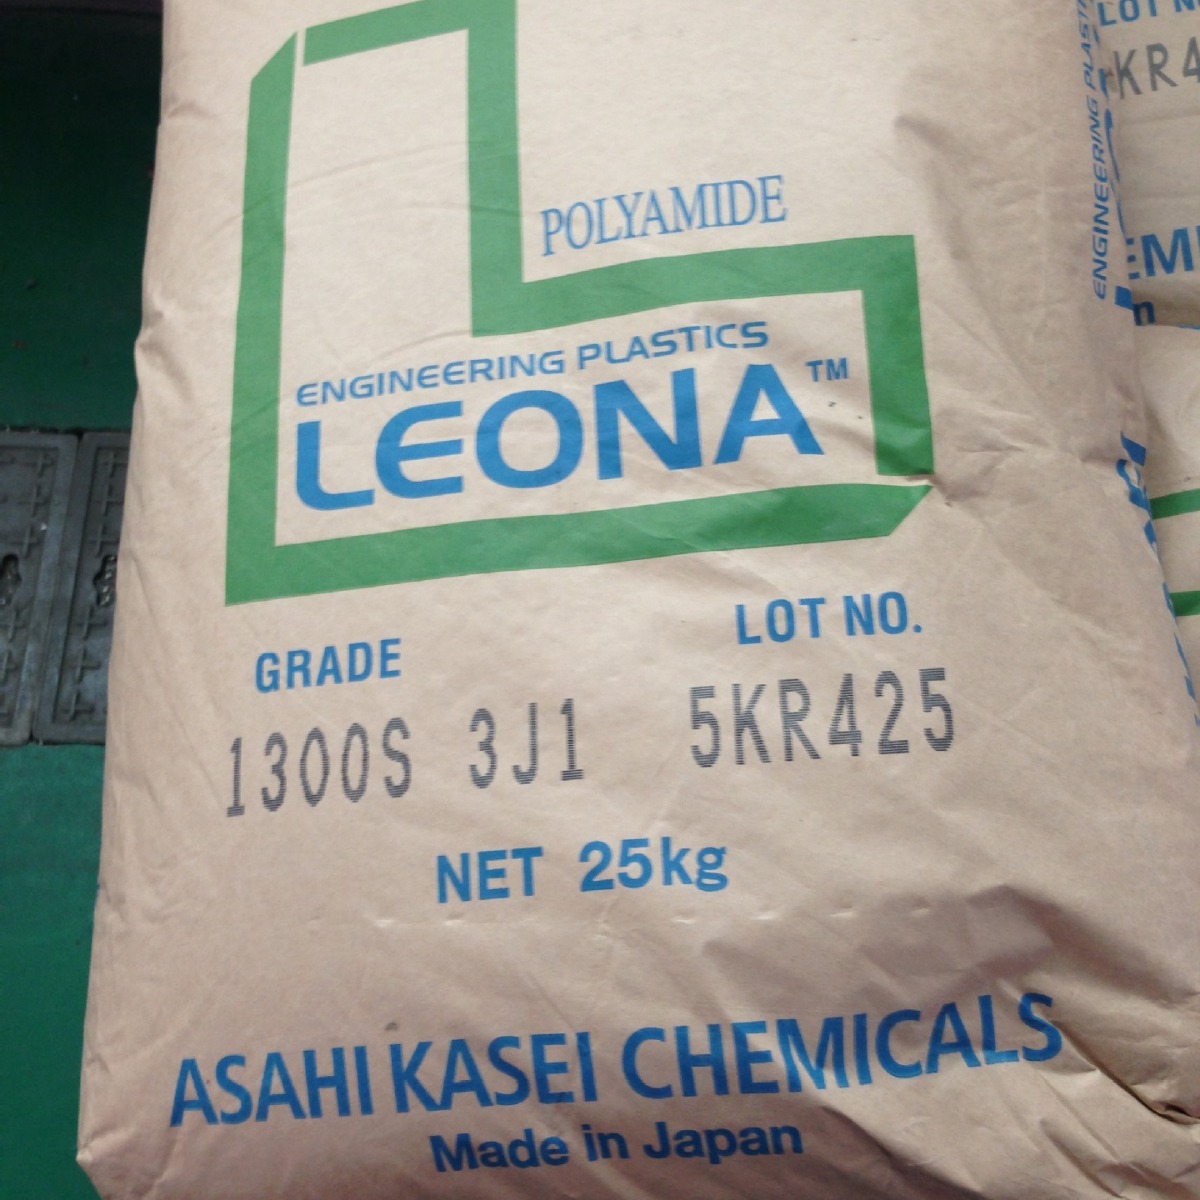 POLYAMIDE
ENGINEERING PLASTICS
LEONA™
GRADE
LOT NO.
1300S 3J1
5KR425
NET 25kg
ASAHI KASEI CHEMICALS
Made in Japan
ENGINEERING
LOT N
KR4
EMI
n